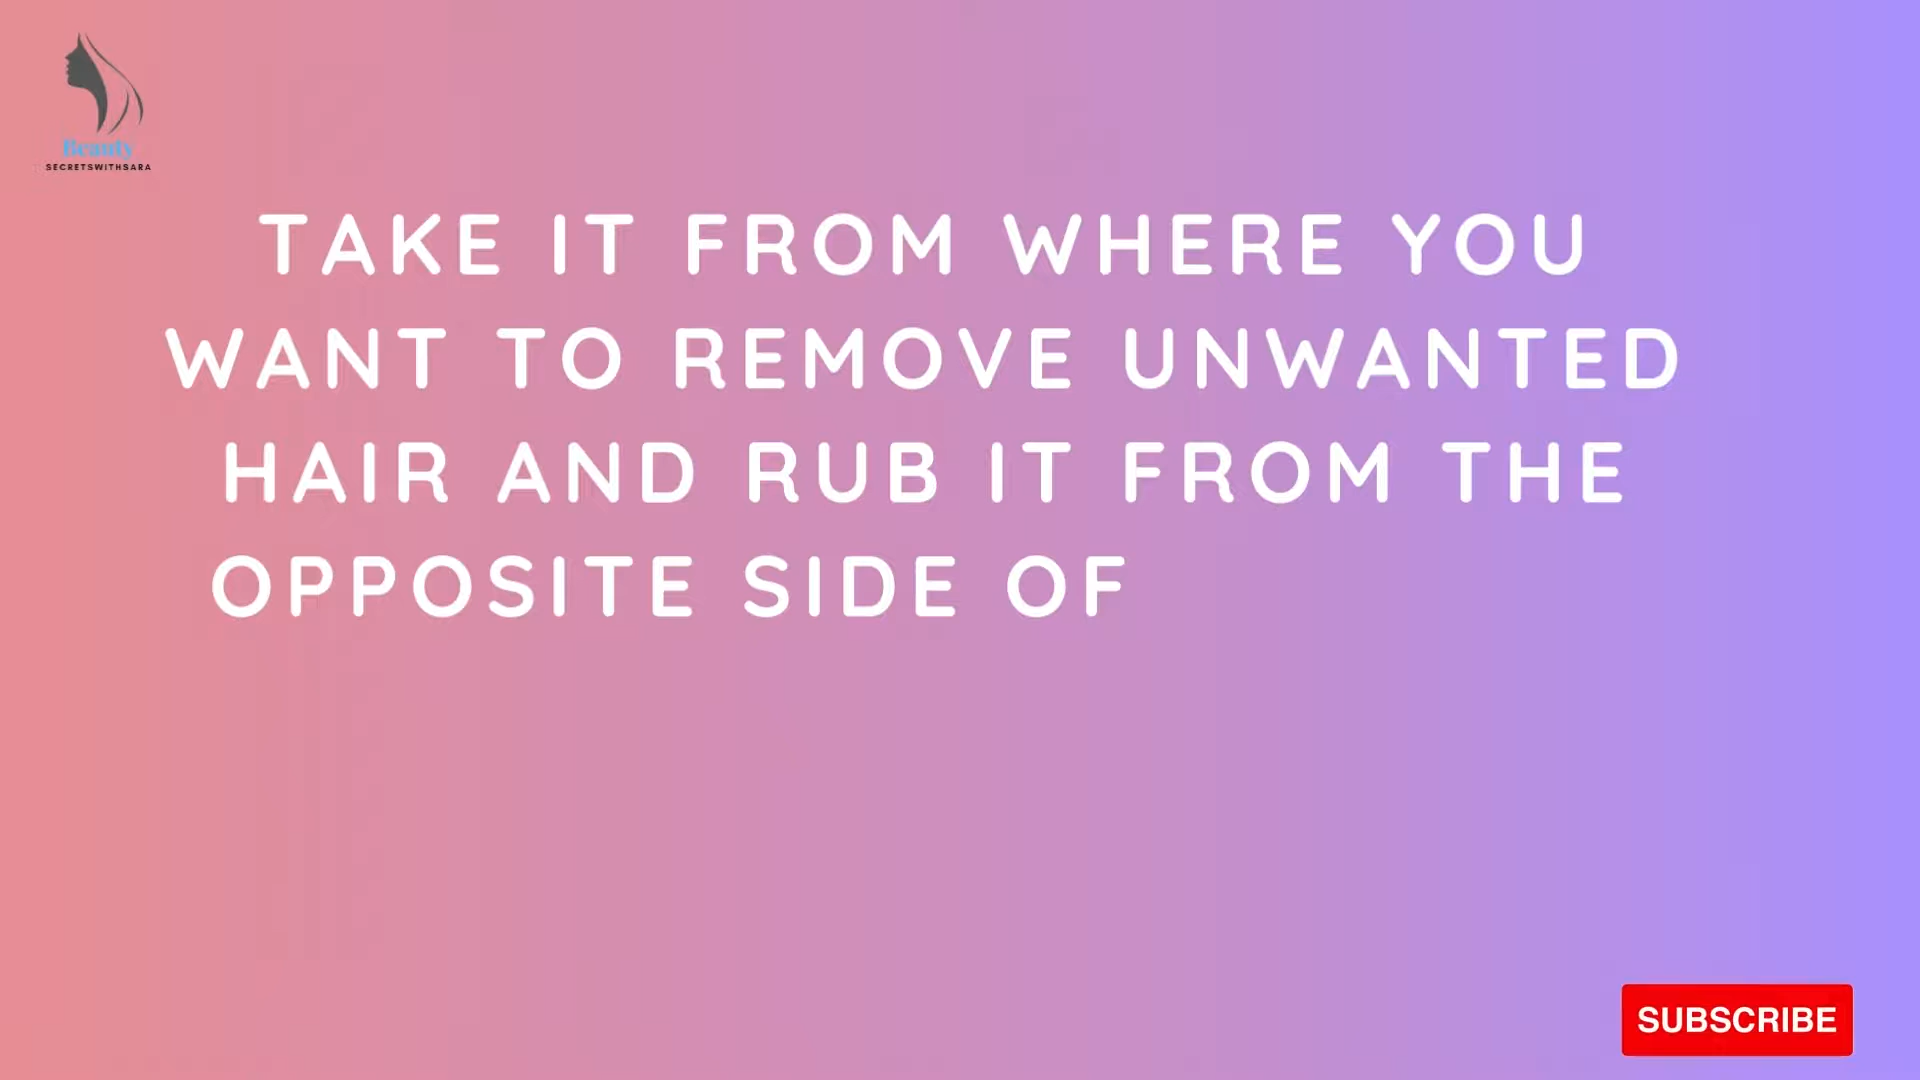 Beauty
SECRETSWITHSARA
TAKE IT FROM WHERE YOU
WANT TO REMOVE UNWANTED
HAIR AND RUB IT FROM THE
OPPOSITE SIDE OF
SUBSCRIBE